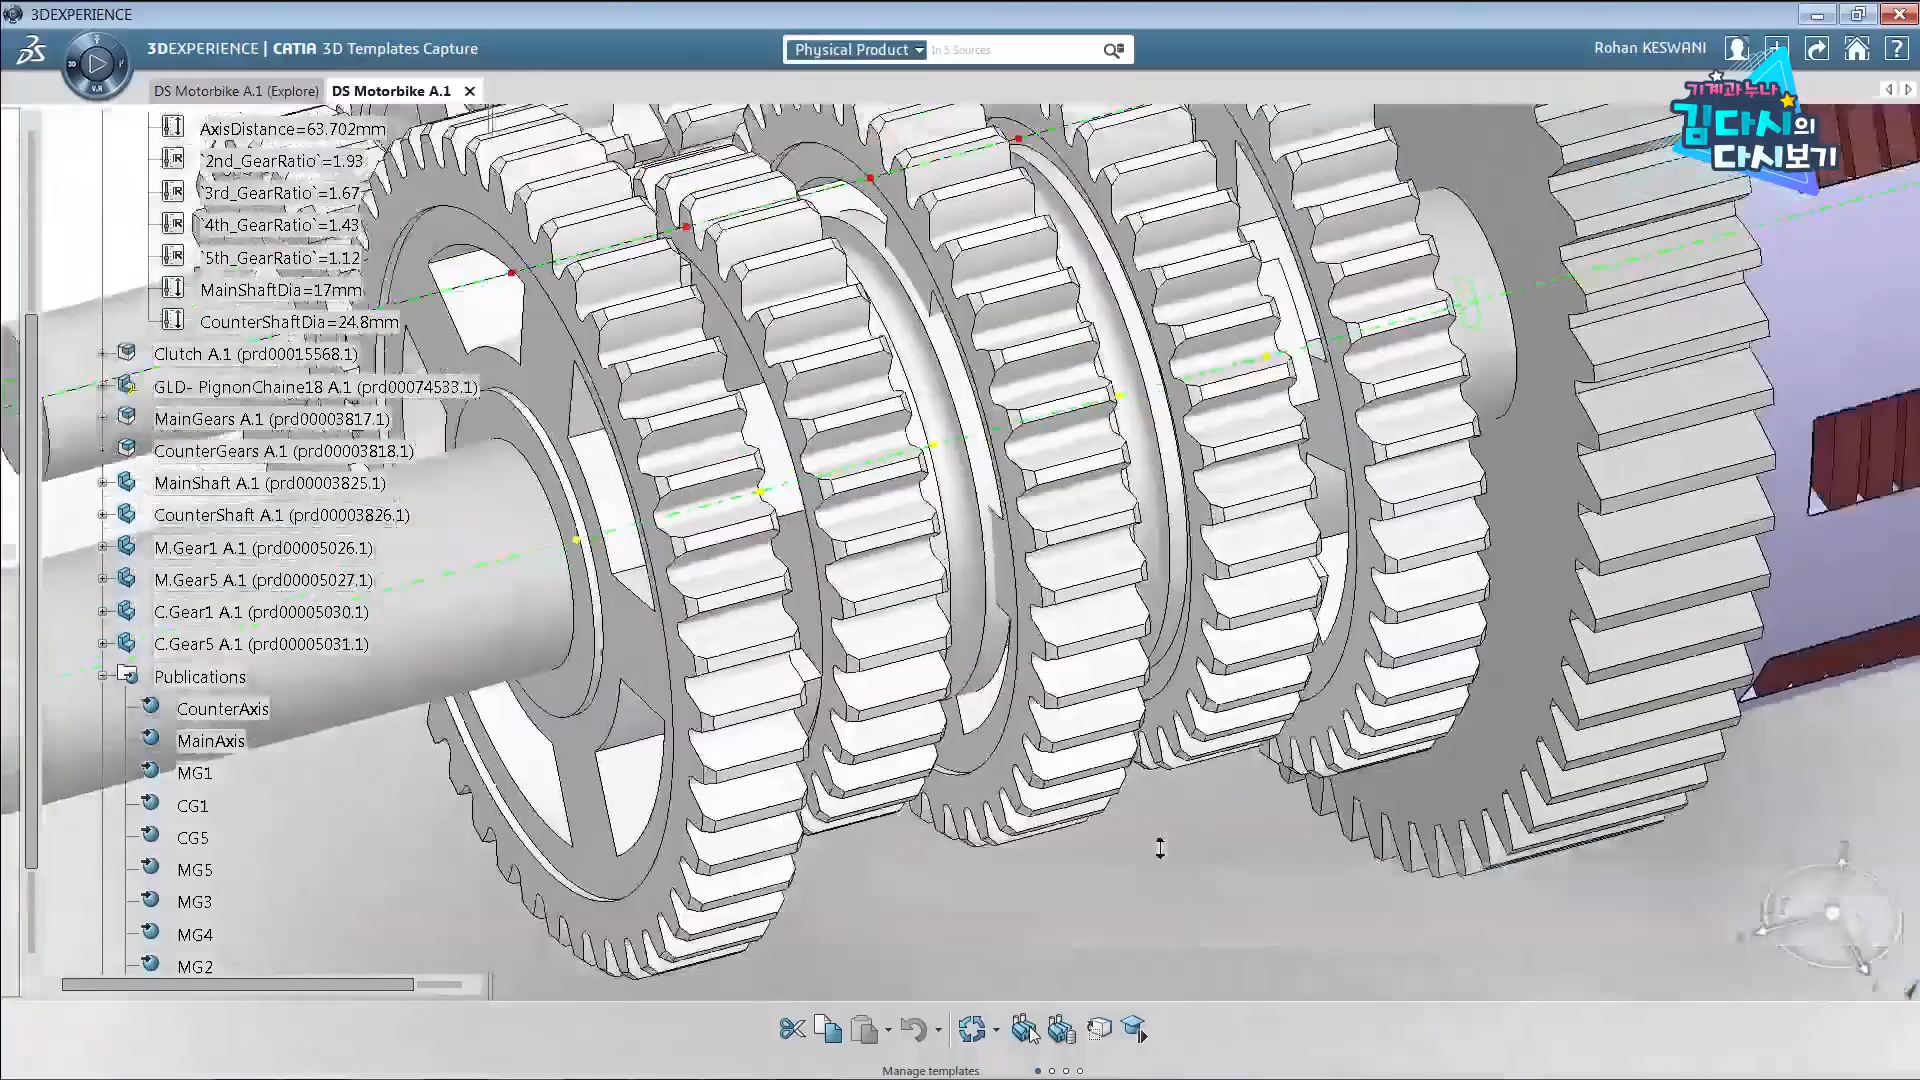 3DEXPERIENCE
3DEXPERIENCE | CATIA 3D Templates Capture
Physical Product
In 5 Sources
Rohan KESWANI
3D
V.R
DS Motorbike A.1 (Explore)
DS Motorbike A.1
기계과누나
김다시의
다시보기
AxisDistance=63.702mm
`2nd_GearRatio`=1.93
`3rd_GearRatio`=1.67
`4th_GearRatio`=1.43
`5th_GearRatio`=1.12
MainShaftDia=17mm
CounterShaftDia=24.8mm
Clutch A.1 (prd00015568.1)
GLD- PignonChaine18 A.1 (prd00074533.1)
MainGears A.1 (prd00003817.1)
CounterGears A.1 (prd00003818.1)
MainShaft A.1 (prd00003825.1)
CounterShaft A.1 (prd00003826.1)
M.Gear1 A.1 (prd00005026.1)
M.Gear5 A.1 (prd00005027.1)
C.Gear1 A.1 (prd00005030.1)
C.Gear5 A.1 (prd00005031.1)
Publications
CounterAxis
MainAxis
MG1
CG1
CG5
MG5
MG3
MG4
MG2
Manage templates